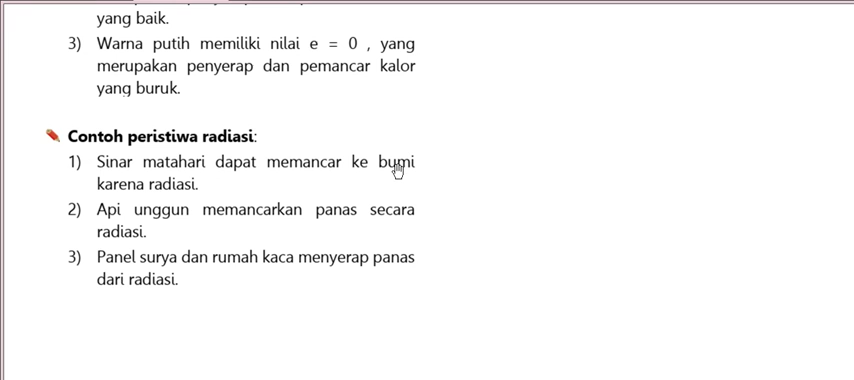 yang baik.
3) Warna putih memiliki nilai e = 0 , yang
merupakan penyerap dan pemancar kalor
yang buruk.
Contoh peristiwa radiasi:
1) Sinar matahari dapat memancar ke bumi
karena radiasi.
2) Api unggun memancarkan panas secara
radiasi.
3) Panel surya dan rumah kaca menyerap panas
dari radiasi.